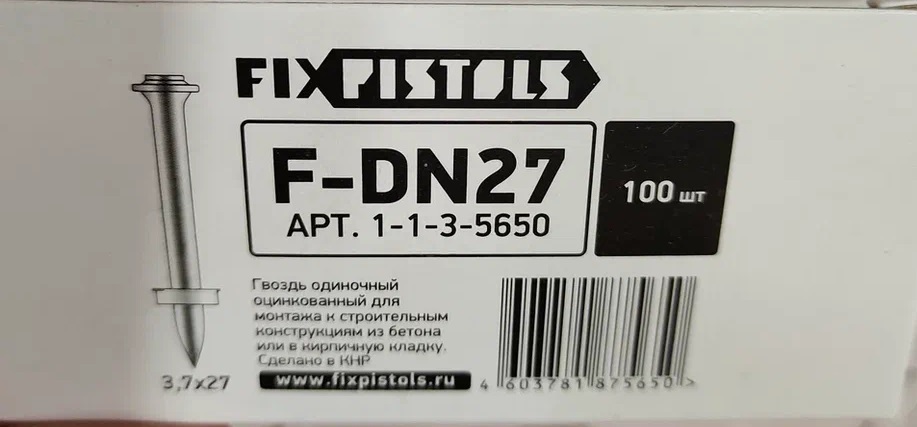 FIXPISTOLS
F-DN27
АРТ. 1-1-3-5650
100 шт
Гвоздь одиночный
оцинкованный для
монтажа к строительным
конструкциям из бетона
или в кирпичную кладку.
Сделано в КНР
www.fixpistols.ru
3,7x27
4 603781 875650 >